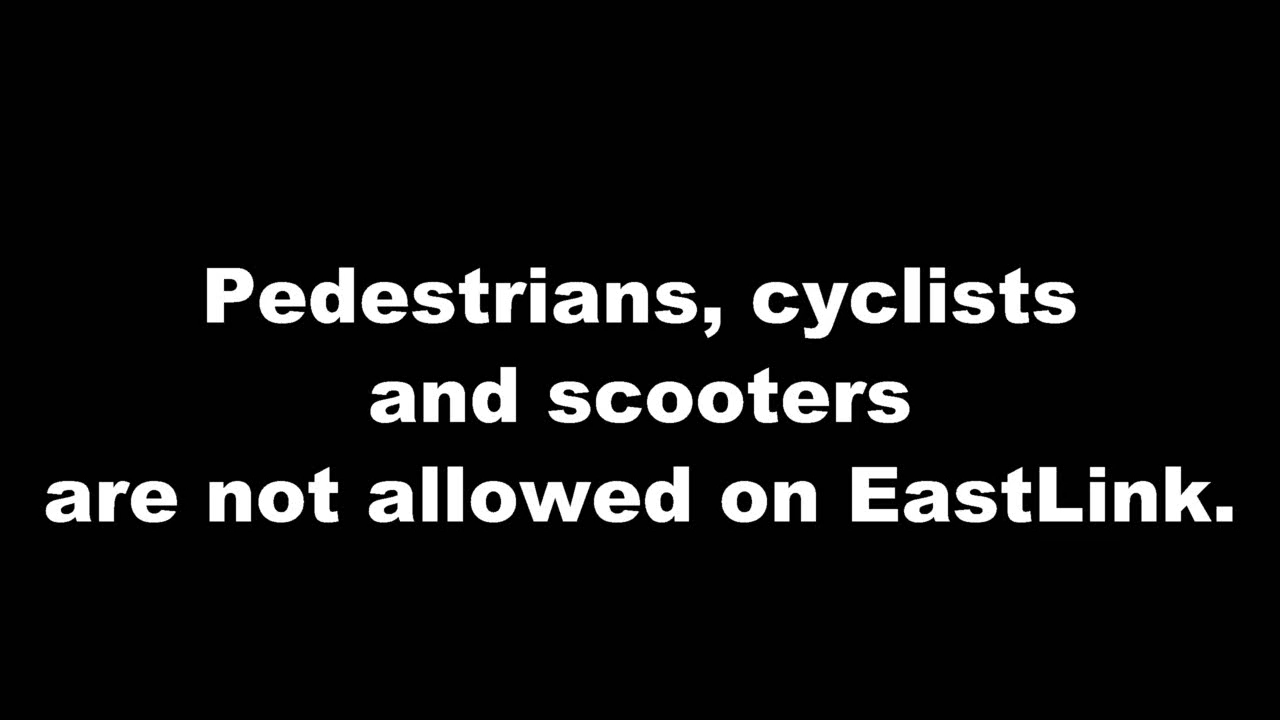 Pedestrians, cyclists
and scooters
are not allowed on EastLink.